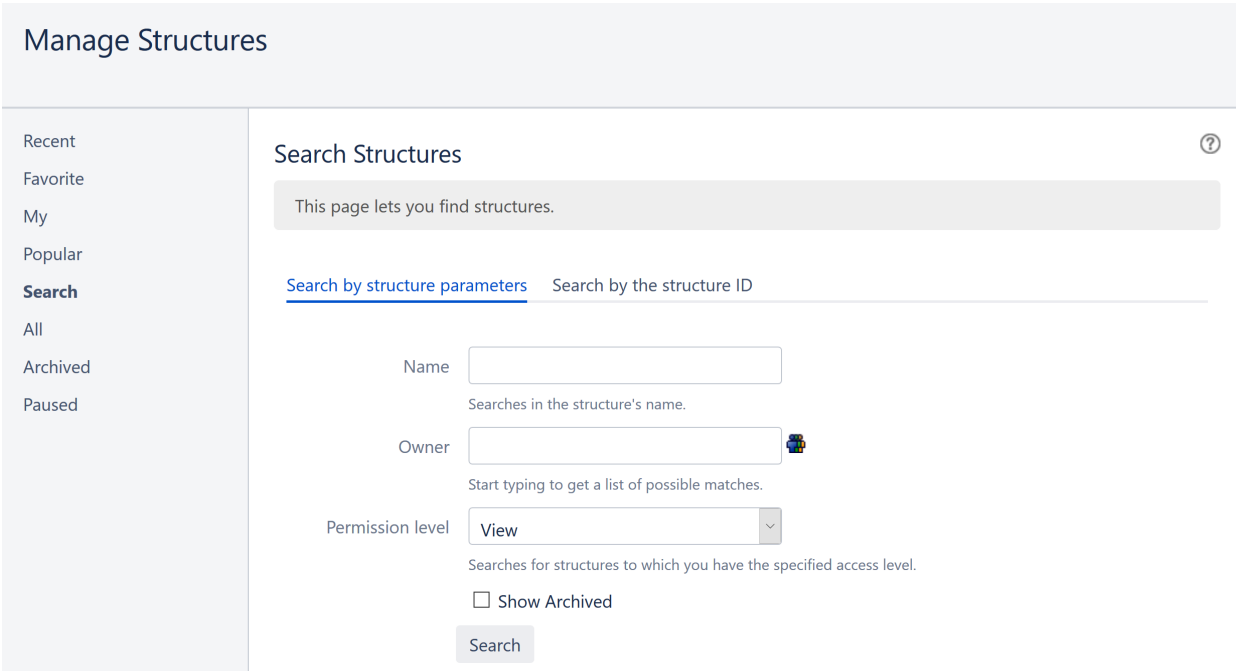 Manage Structures
Recent
Favorite
My
Popular
Search
All
Archived
Paused
Search Structures
?
This page lets you find structures.
Search by structure parameters
Search by the structure ID
Name
Searches in the structure's name.
Owner
Start typing to get a list of possible matches.
Permission level
View
Searches for structures to which you have the specified access level.
Show Archived
Search